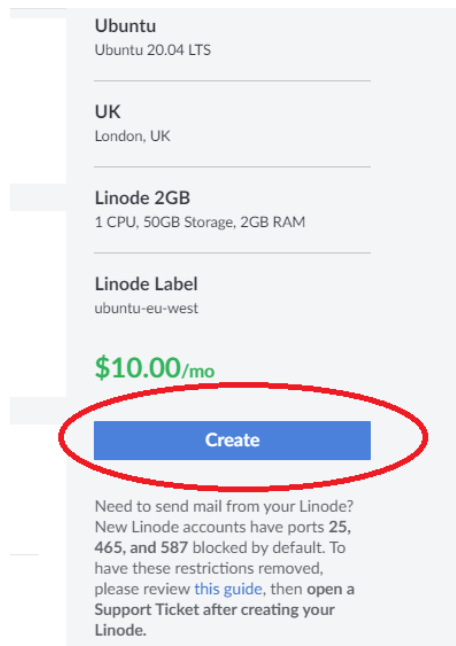 Ubuntu
Ubuntu 20.04 LTS
UK
London, UK
Linode 2GB
1 CPU, 50GB Storage, 2GB RAM
Linode Label
ubuntu-eu-west
$10.00/mo
Create
Need to send mail from your Linode?
New Linode accounts have ports 25,
465, and 587 blocked by default. To
have these restrictions removed,
please review this guide, then open a
Support Ticket after creating your
Linode.